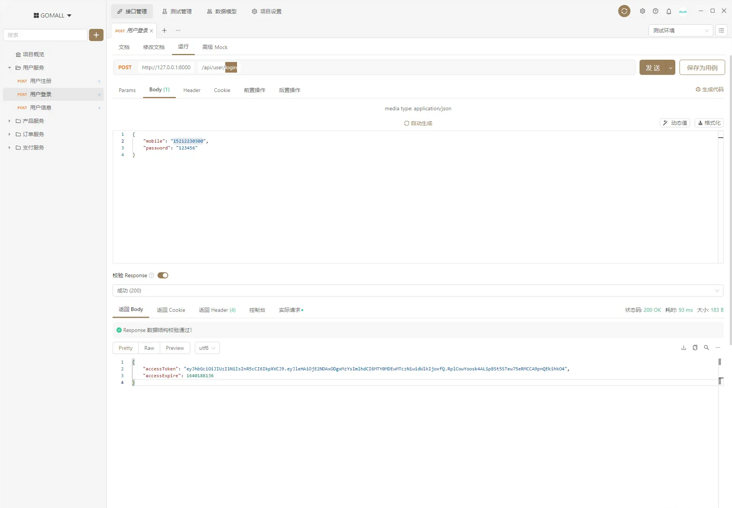 GOMALL
搜索
项目概览
用户服务
POST 用户注册
POST 用户登录
POST 用户信息
产品服务
订单服务
支付服务
接口管理 测试管理 数据模型 项目设置
POST 用户登录
测试环境
文档 修改文档 运行 高级 Mock
POST http://127.0.0.1:8000 /api/user/login 发送 保存为用例
Params Body (1) Header Cookie 前置操作 后置操作 生成代码
media type: application/json
自动生成
动态值 格式化
1 {
2 "mobile": "15212230300",
3 "password": "123456"
4 }
校验 Response
成功 (200)
返回 Body 返回 Cookie 返回 Header (4) 控制台 实际请求
状态码: 200 OK 耗时: 93 ms 大小: 193 B
Response 数据结构校验通过!
Pretty Raw Preview utf8
1 {
3 "accessExpire": 1640188136
4 }